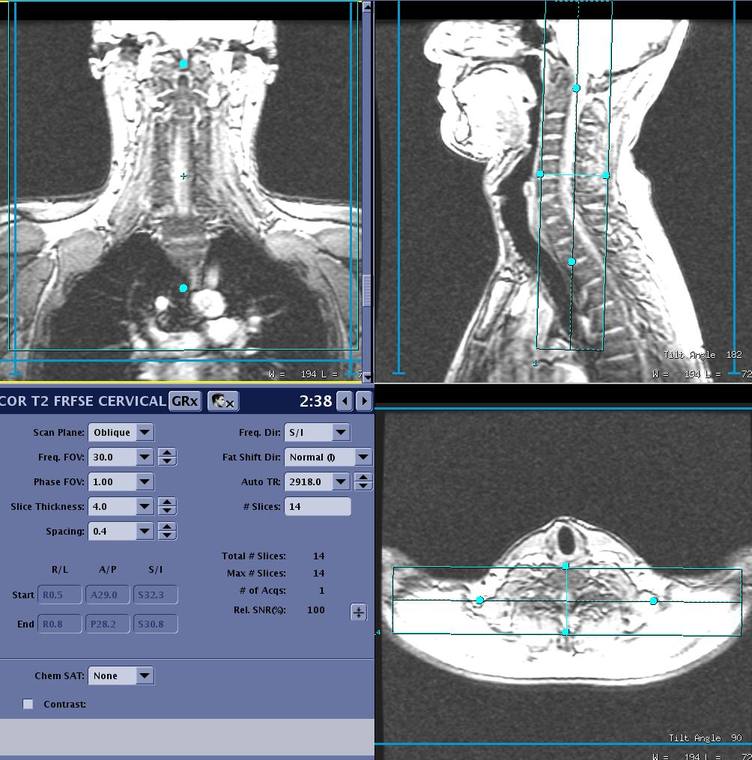 W = 194 L = 7
Tilt Angle 182
W = 194 L = 72
1
COR T2 FRFSE CERVICAL GRx 2:38
Scan Plane: Oblique Freq. Dir: S/I
Freq. FOV: 30.0 Fat Shift Dir: Normal (I)
Phase FOV: 1.00 Auto TR: 2918.0
Slice Thickness: 4.0 # Slices: 14
Spacing: 0.4
Total # Slices: 14
R/L A/P S/I Max # Slices: 14
Start R0.5 A29.0 S32.3 # of Acqs: 1
Rel. SNR(%): 100
End R0.8 P28.2 S30.8
Chem SAT: None
Contrast:
4
Tilt Angle 90
W = 194 L = 72